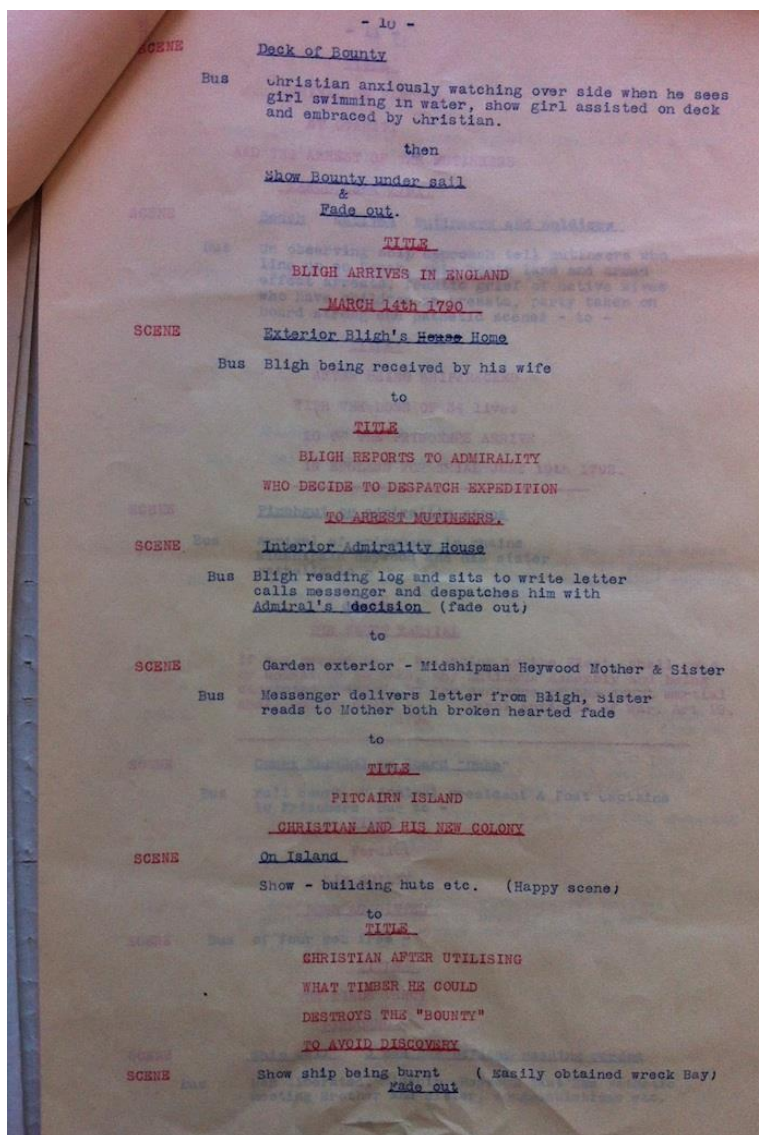 - 10 -
SCENE Deck of Bounty
Bus Christian anxiously watching over side when he sees
girl swimming in water, show girl assisted on deck
and embraced by Christian.
then
Show Bounty under sail
&
Fade out.
TITLE
BLIGH ARRIVES IN ENGLAND
MARCH 14th 1790
SCENE Exterior Bligh's House Home
Bus Bligh being received by his wife
to
TITLE
BLIGH REPORTS TO ADMIRALITY
WHO DECIDE TO DESPATCH EXPEDITION
TO ARREST MUTINEERS.
SCENE Interior Admirality House
Bus Bligh reading log and sits to write letter
calls messenger and despatches him with
Admiral's decision (fade out)
to
SCENE Garden exterior - Midshipman Heywood Mother & Sister
Bus Messenger delivers letter from Bligh, Sister
reads to Mother both broken hearted fade
to
TITLE
PITCAIRN ISLAND
CHRISTIAN AND HIS NEW COLONY
SCENE On Island
Show - building huts etc. (Happy scene)
to
TITLE
CHRISTIAN AFTER UTILISING
WHAT TIMBER HE COULD
DESTROYS THE "BOUNTY"
TO AVOID DISCOVERY
SCENE Show ship being burnt ( Easily obtained wreck Bay)
Fade out